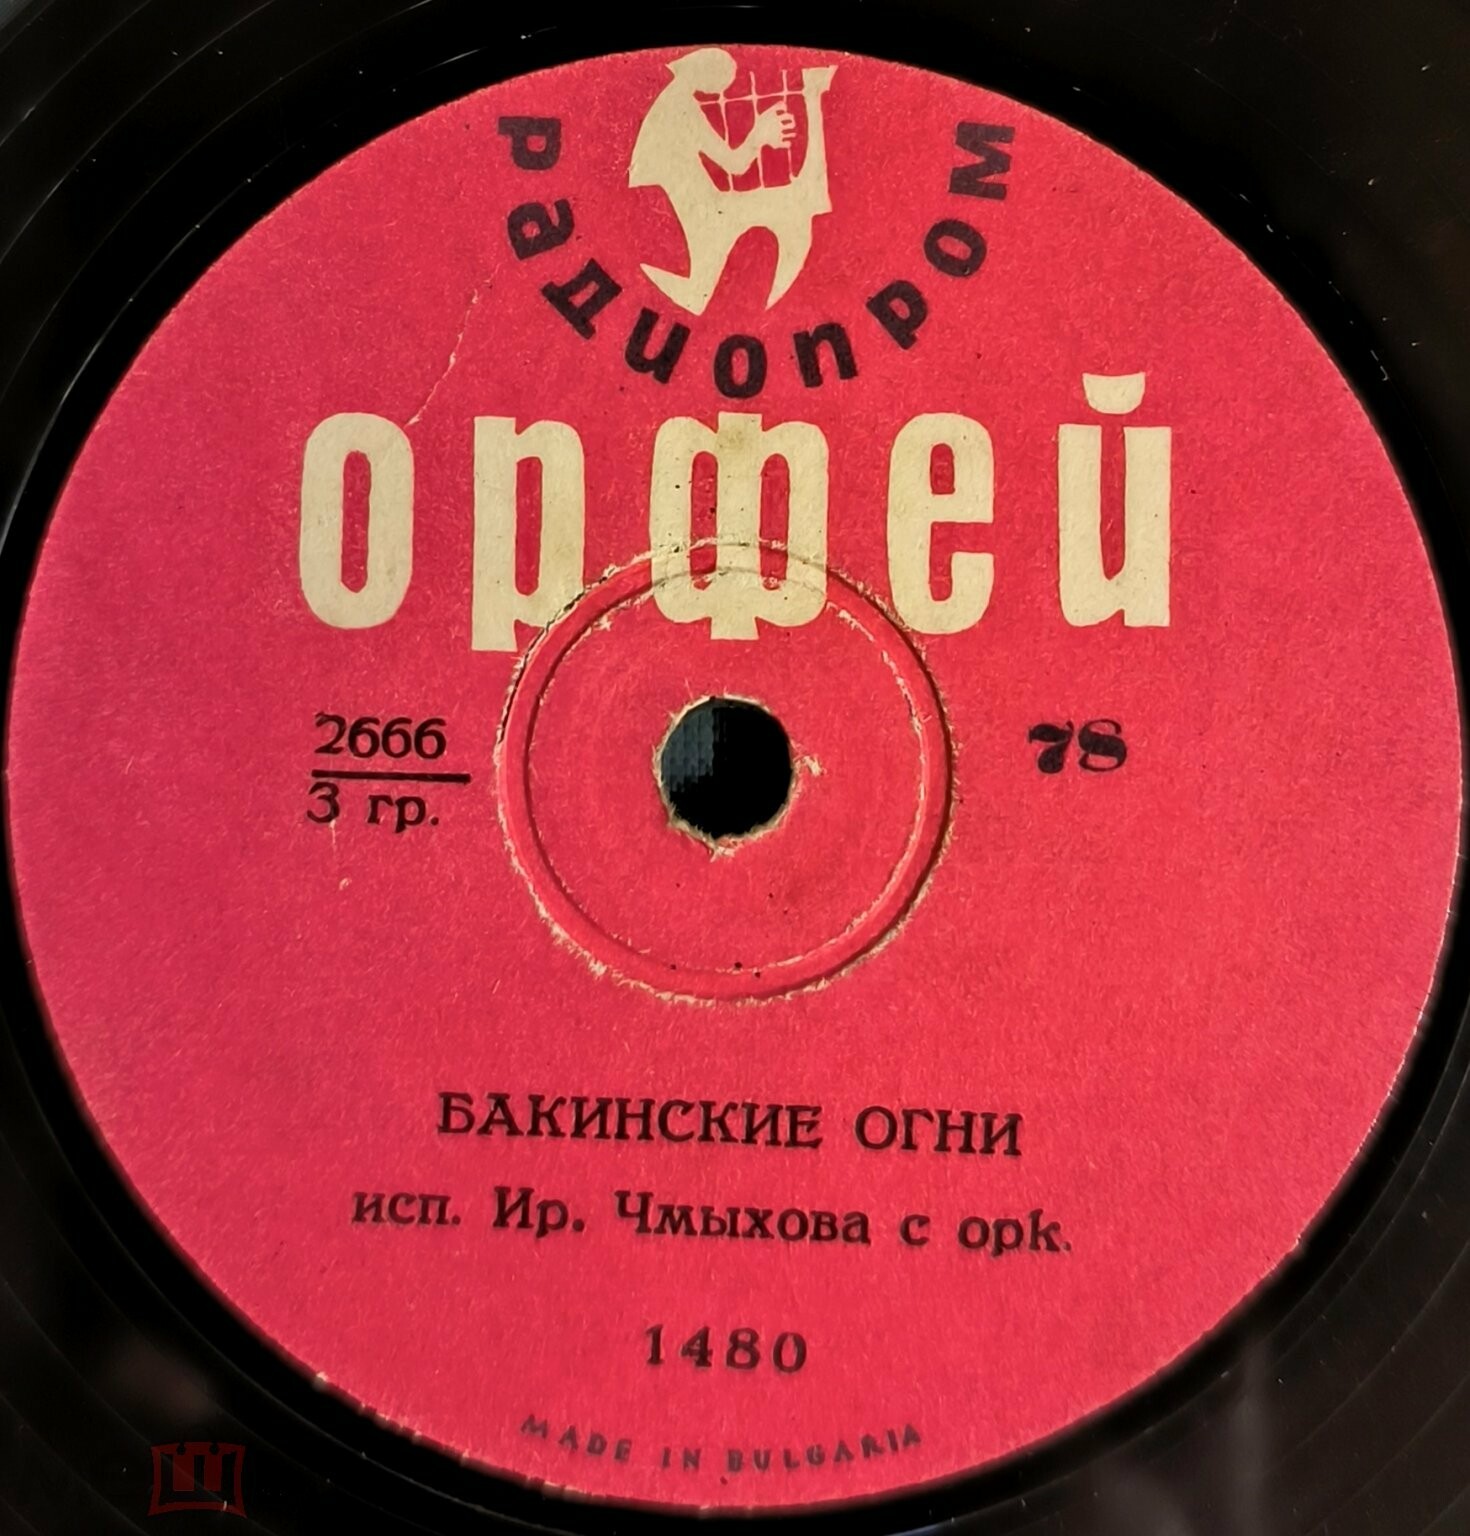 радиопром
орфей
2666
3 гр.
78
БАКИНСКИЕ ОГНИ
исп. Ир. Чмыхова с орк.
1480
MADE IN BULGARIA